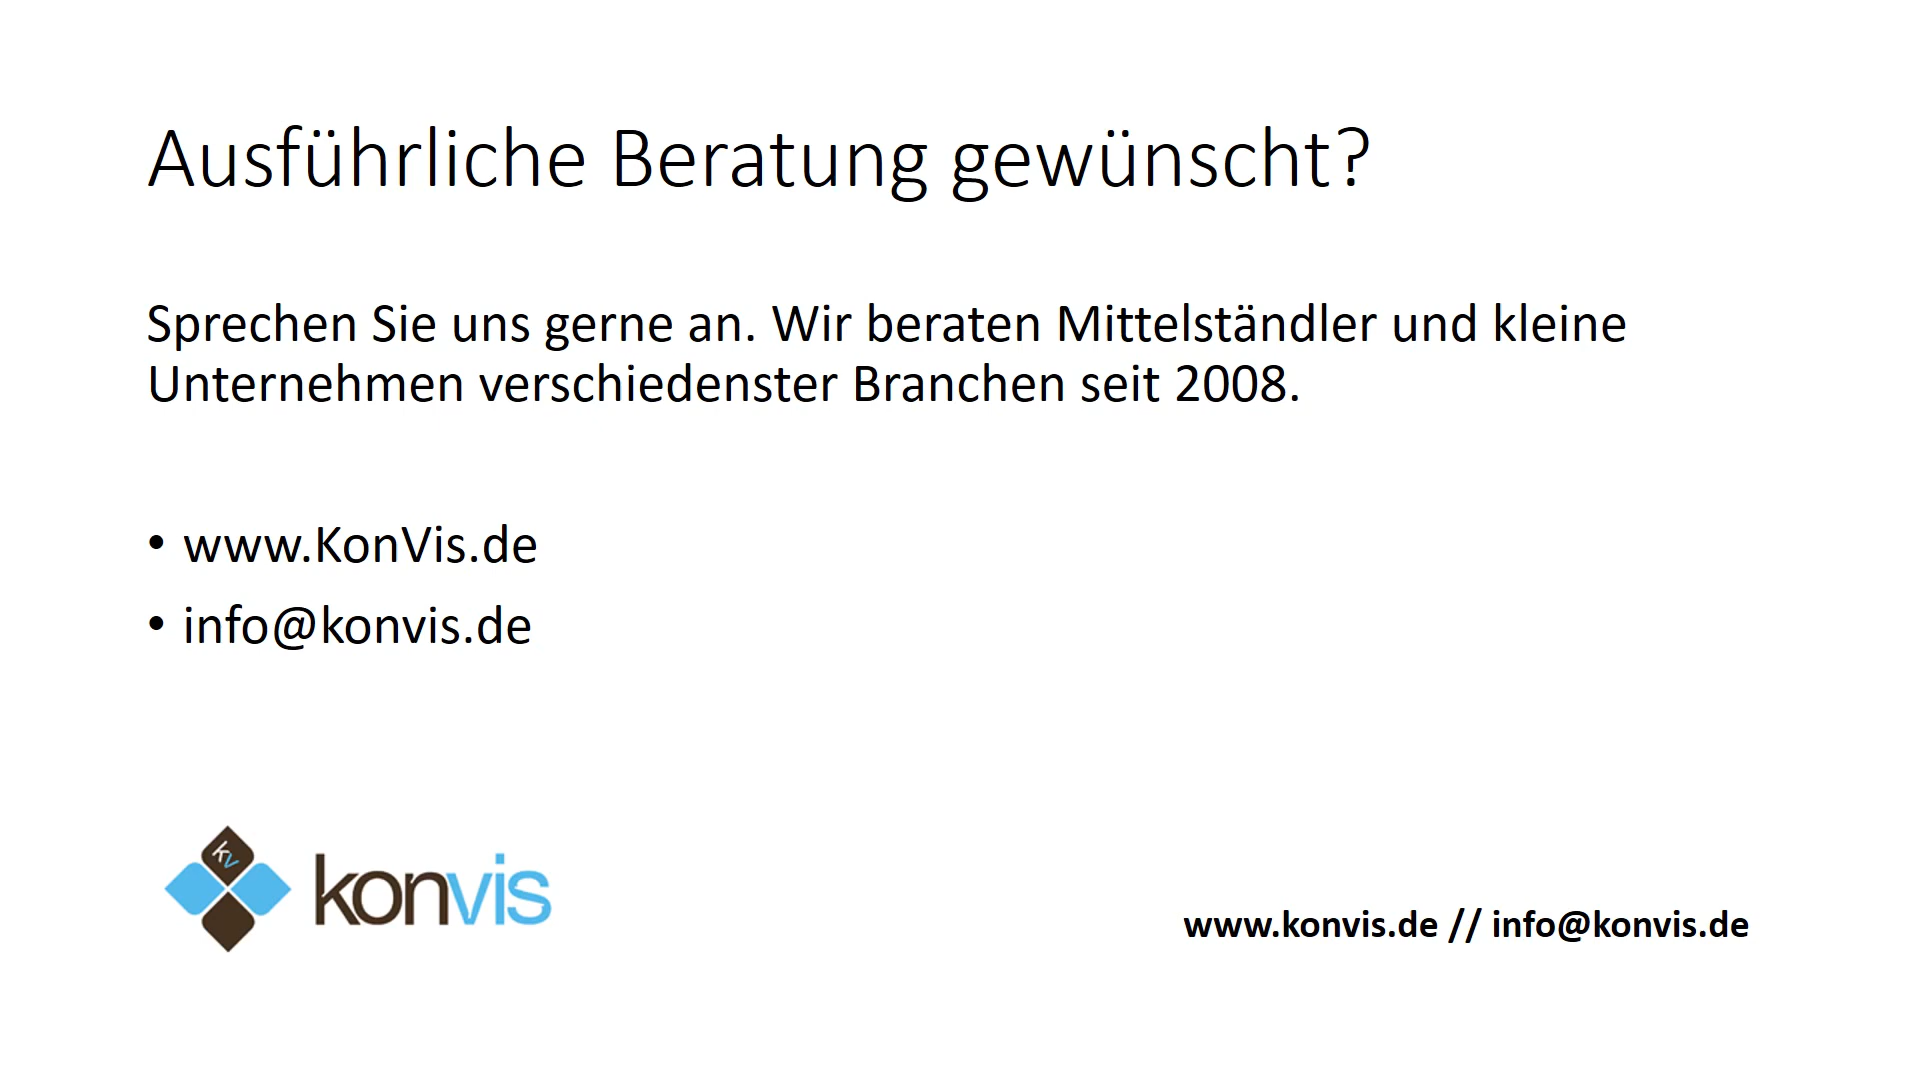 Ausführliche Beratung gewünscht?
Sprechen Sie uns gerne an. Wir beraten Mittelständler und kleine
Unternehmen verschiedenster Branchen seit 2008.
• www.KonVis.de
• info@konvis.de
kv
konvis
www.konvis.de // info@konvis.de